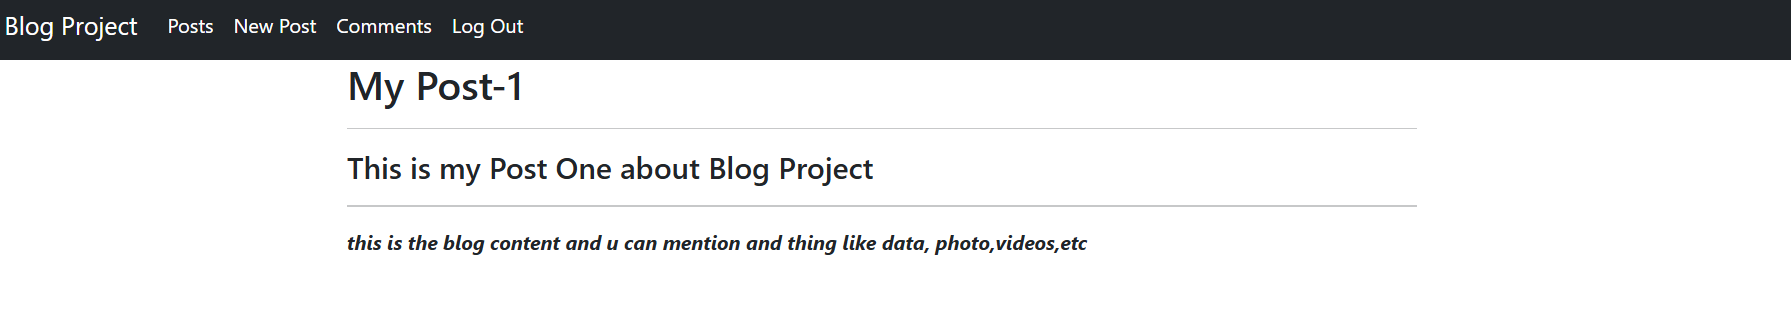 Blog Project Posts New Post Comments Log Out
My Post-1
This is my Post One about Blog Project
this is the blog content and u can mention and thing like data, photo,videos,etc